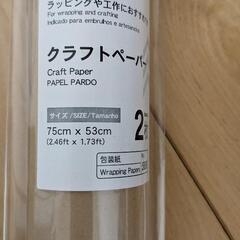 ラッピングや工作におすすめ
For wrapping and crafting
Indicado para embrulhos e artesanatos
クラフトペーパー
Craft Paper
PAPEL PARDO
サイズ/SIZE/Tamanho
75cm x 53cm
(2.46ft x 1.73ft)
2
包装紙
Wrapping Papers